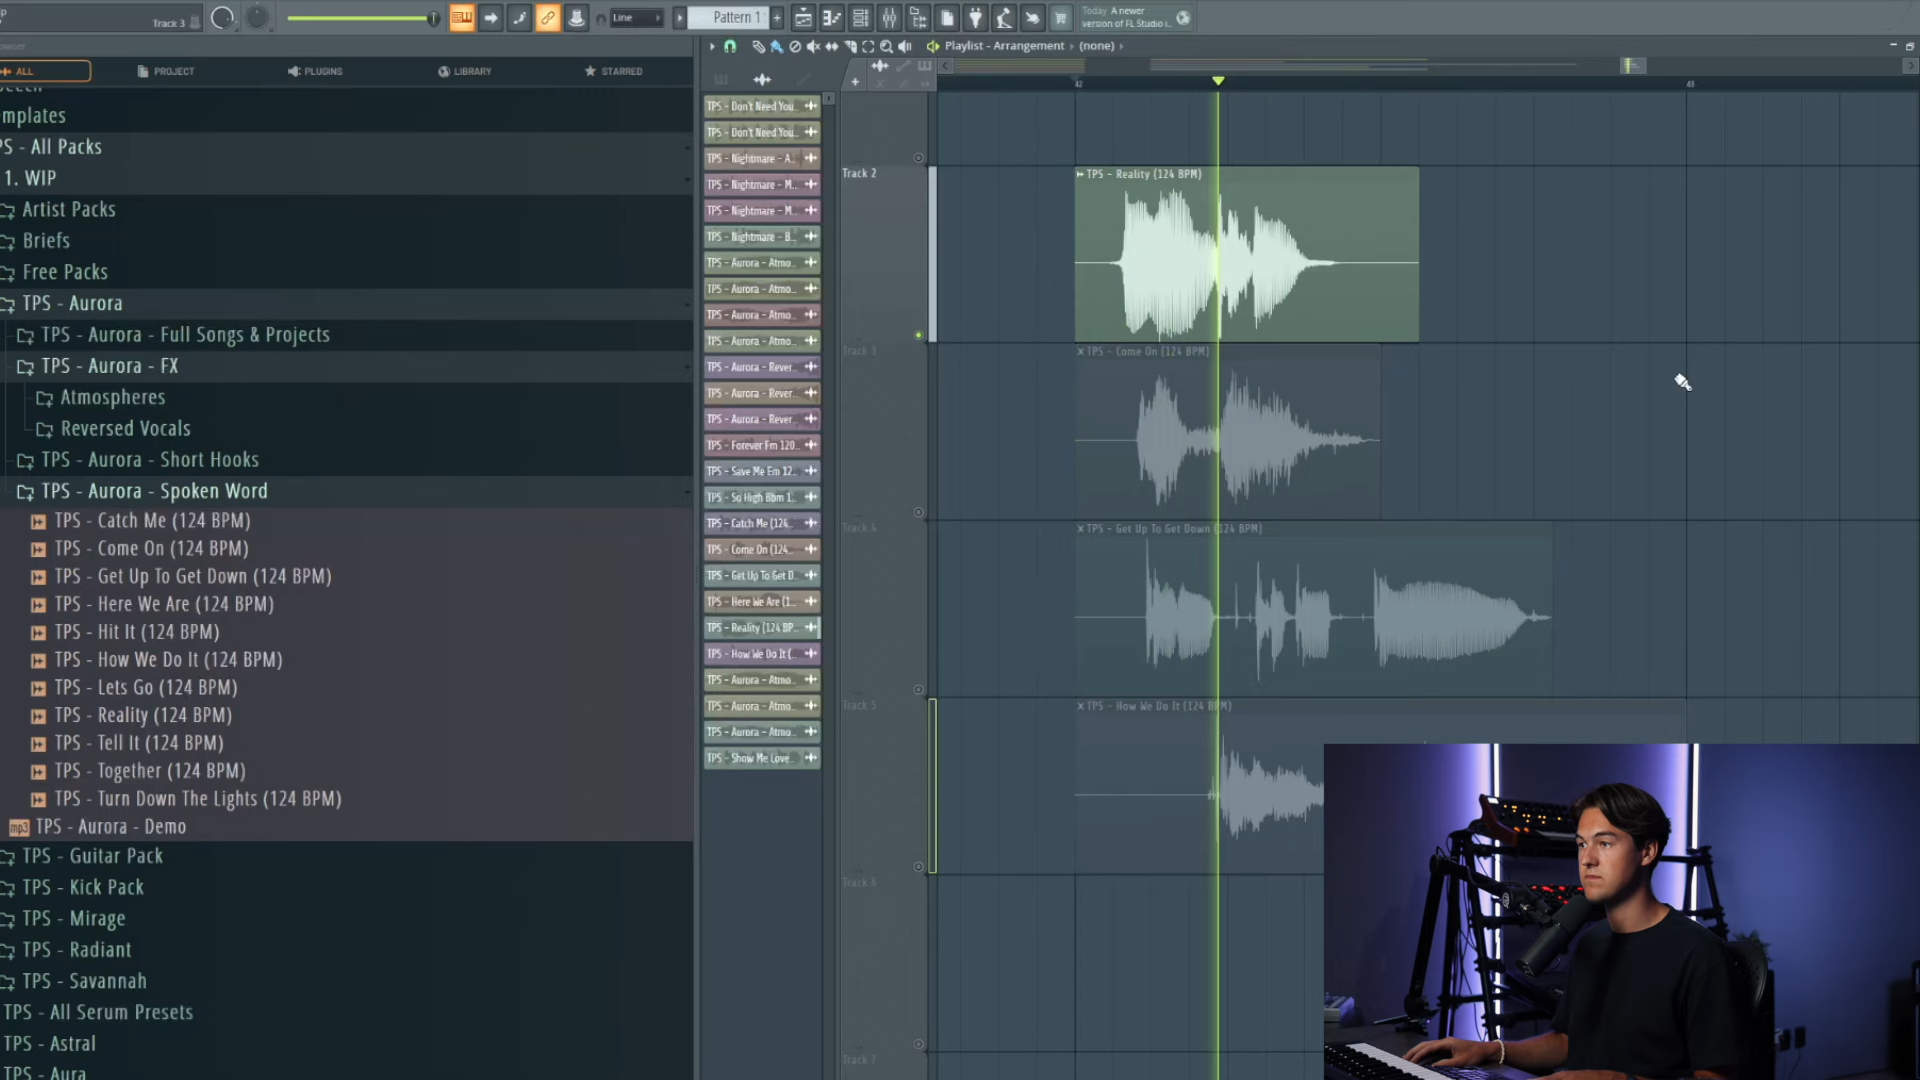 Track 3
Line
Pattern 1
Today A newer
version of FL Studio i..
Playlist - Arrangement
(none)
ALL
PROJECT
PLUGINS
LIBRARY
STARRED
42
43
mplates
PS - All Packs
1. WIP
Artist Packs
Briefs
Free Packs
TPS - Aurora
TPS - Aurora - Full Songs & Projects
TPS - Aurora - FX
Atmospheres
Reversed Vocals
TPS - Aurora - Short Hooks
TPS - Aurora - Spoken Word
TPS - Catch Me (124 BPM)
TPS - Come On (124 BPM)
TPS - Get Up To Get Down (124 BPM)
TPS - Here We Are (124 BPM)
TPS - Hit It (124 BPM)
TPS - How We Do It (124 BPM)
TPS - Lets Go (124 BPM)
TPS - Reality (124 BPM)
TPS - Tell It (124 BPM)
TPS - Together (124 BPM)
TPS - Turn Down The Lights (124 BPM)
mp3 TPS - Aurora - Demo
TPS - Guitar Pack
TPS - Kick Pack
TPS - Mirage
TPS - Radiant
TPS - Savannah
TPS - All Serum Presets
TPS - Astral
TPS - Aura
TPS - Don't Need You..
TPS - Don't Need You..
TPS - Nightmare - A..
TPS - Nightmare - M..
TPS - Nightmare - M..
TPS - Nightmare - B..
TPS - Aurora - Atmo..
TPS - Aurora - Atmo..
TPS - Aurora - Atmo..
TPS - Aurora - Atmo..
TPS - Aurora - Rever..
TPS - Aurora - Rever..
TPS - Aurora - Rever..
TPS - Forever Fm 120..
TPS - Save Me Em 12..
TPS - So High Bbm 1..
TPS - Catch Me (124..
TPS - Come On (124..
TPS - Get Up To Get D..
TPS - Here We Are (1..
TPS - Reality (124 BP..
TPS - How We Do It (..
TPS - Aurora - Atmo..
TPS - Aurora - Atmo..
TPS - Aurora - Atmo..
TPS - Show Me Love..
Track 2
TPS - Reality (124 BPM)
Track 3
TPS - Come On (124 BPM)
Track 4
TPS - Get Up To Get Down (124 BPM)
Track 5
TPS - How We Do It (124 BPM)
Track 6
Track 7